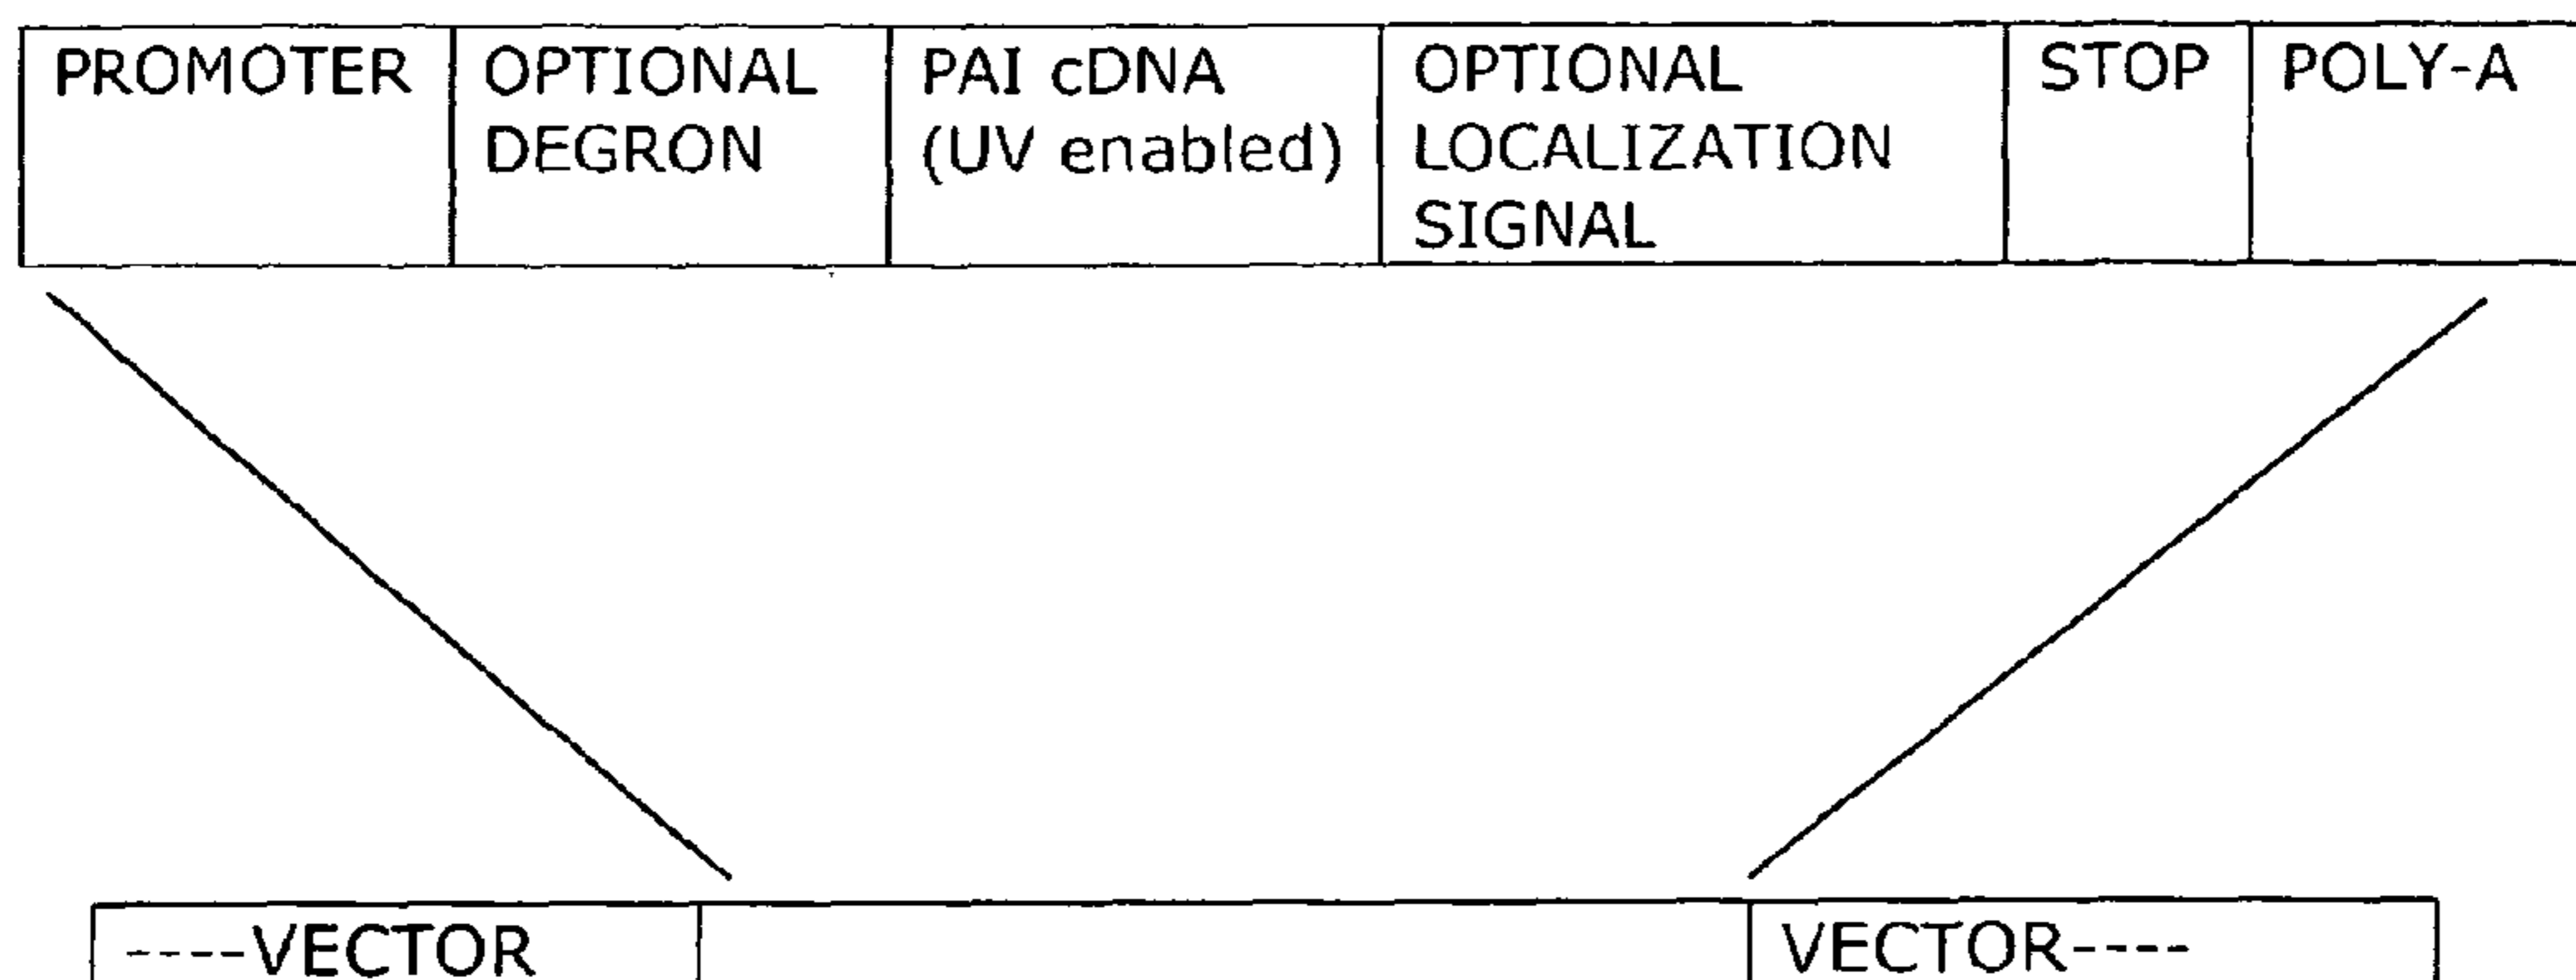 PROMOTER
OPTIONAL
DEGRON
PAI cDNA
(UV enabled)
OPTIONAL
LOCALIZATION
SIGNAL
STOP
POLY-A
----VECTOR
VECTOR----